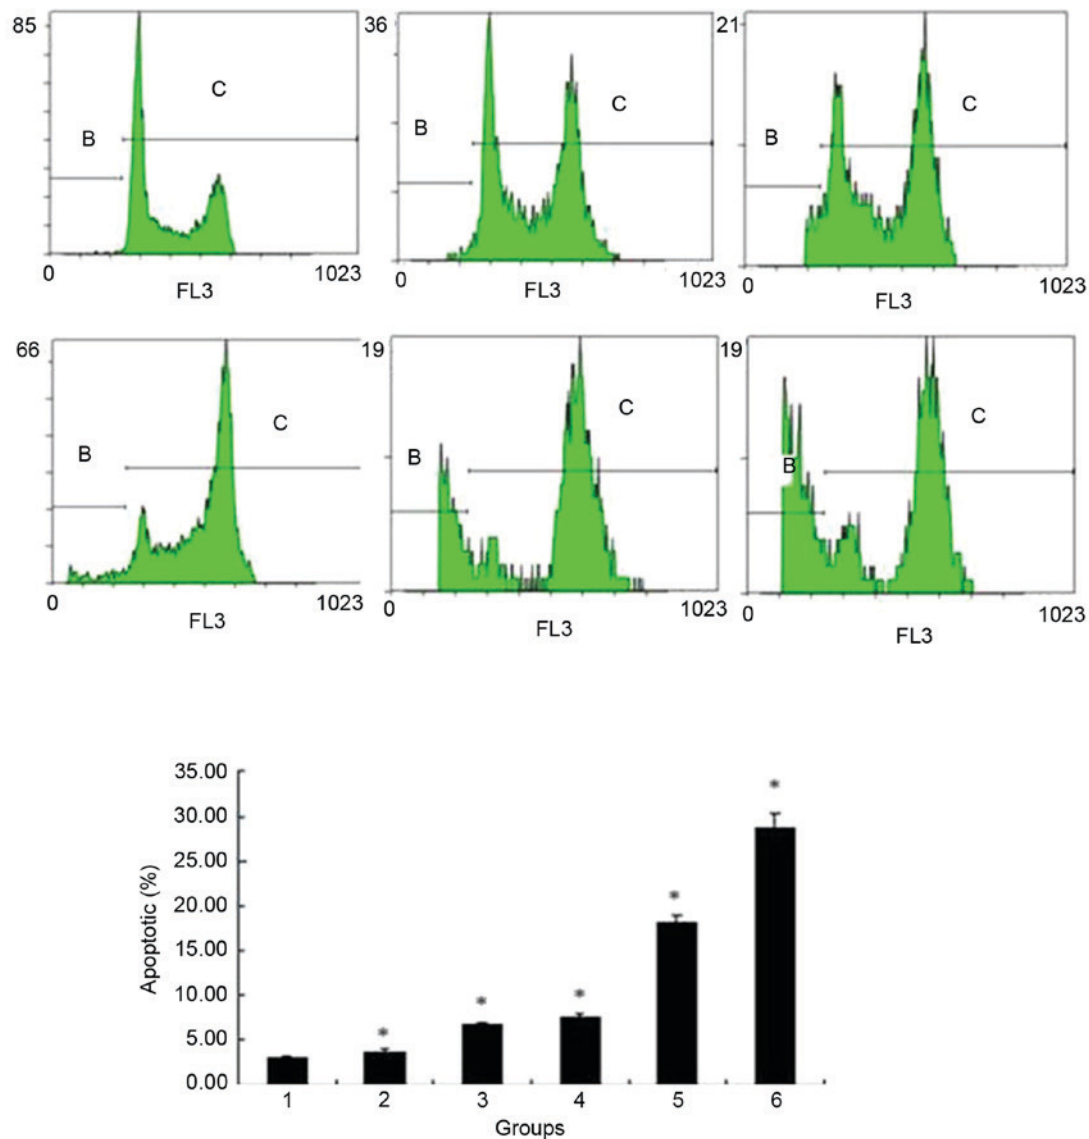 85
C
B
0 1023
FL3
36
C
B
0 1023
FL3
21
C
B
0 1023
FL3
66
C
B
0 1023
FL3
19
C
B
0 1023
FL3
19
C
B
0 1023
FL3
Apoptotic (%)
35.00
30.00
25.00
20.00
15.00
10.00
5.00
0.00
* * * * *
1 2 3 4 5 6
Groups